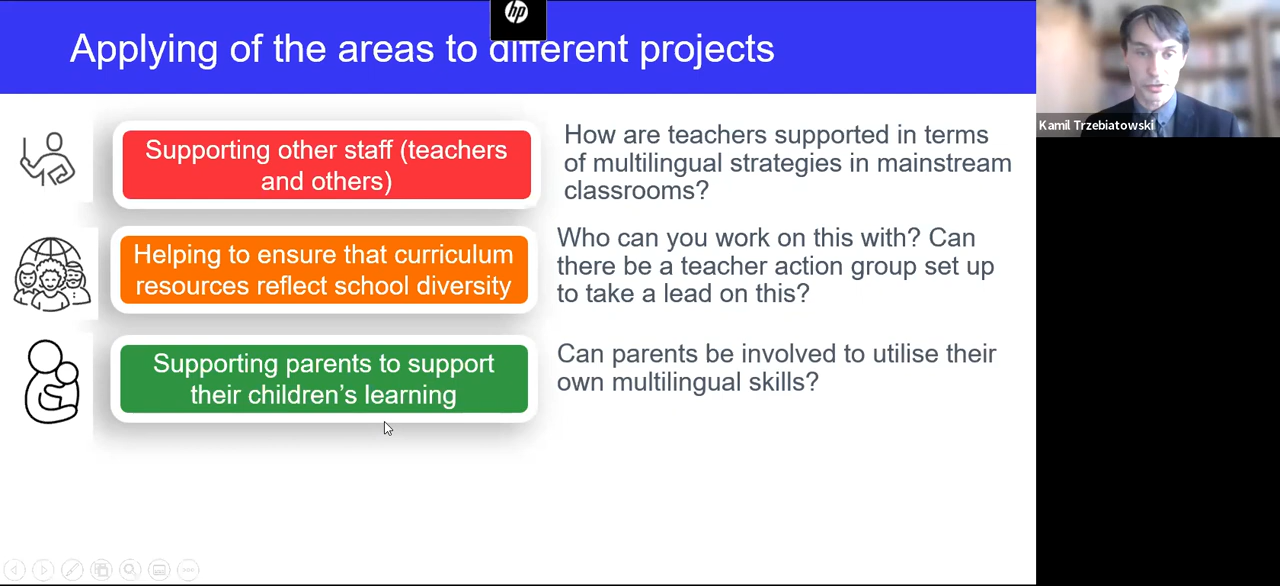 hp
Applying of the areas to different projects
Supporting other staff (teachers
and others)
How are teachers supported in terms
of multilingual strategies in mainstream
classrooms?
Helping to ensure that curriculum
resources reflect school diversity
Who can you work on this with? Can
there be a teacher action group set up
to take a lead on this?
Supporting parents to support
their children's learning
Can parents be involved to utilise their
own multilingual skills?
Kamil Trzebiatowski